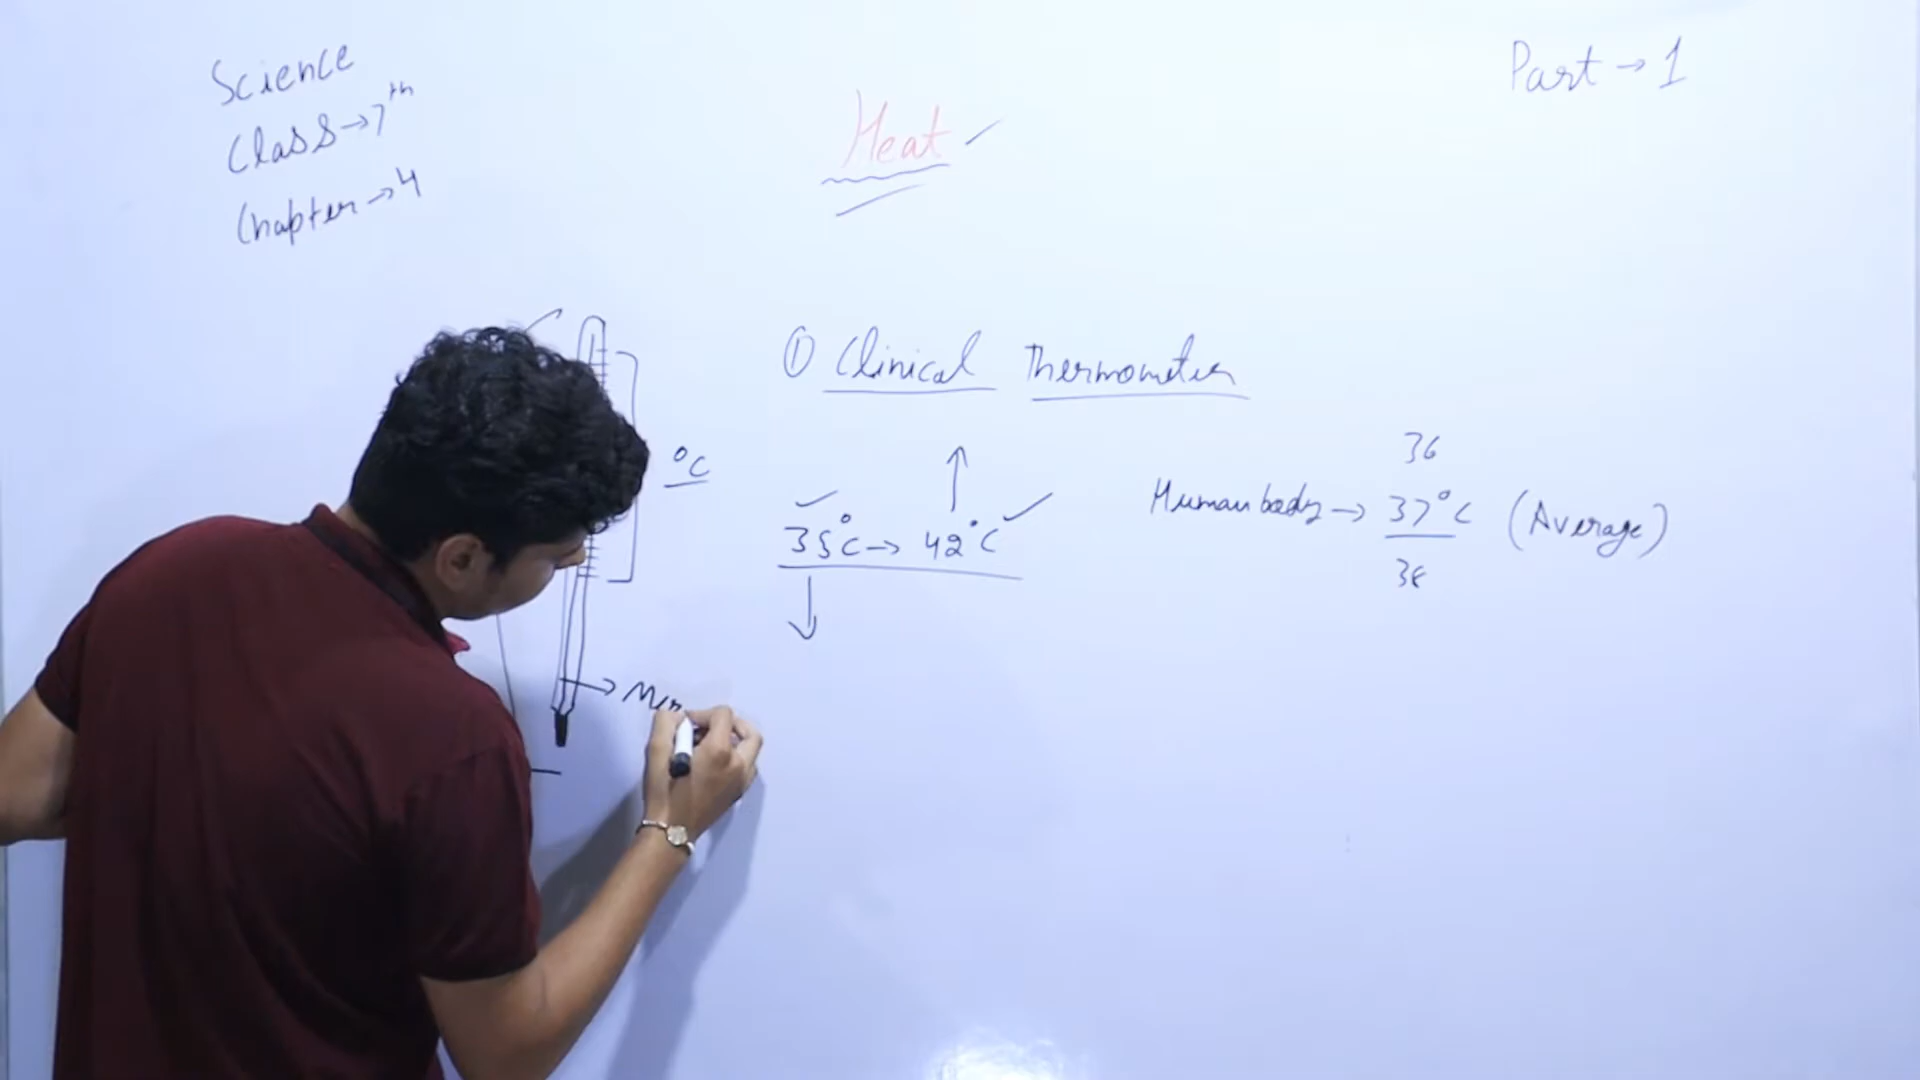 Science
Class→7th
Chapter→4
Part→1
Heat
① Clinical Thermometer
°C
35°C→42°C
36
Human body→37°C (Average)
38
→Mer